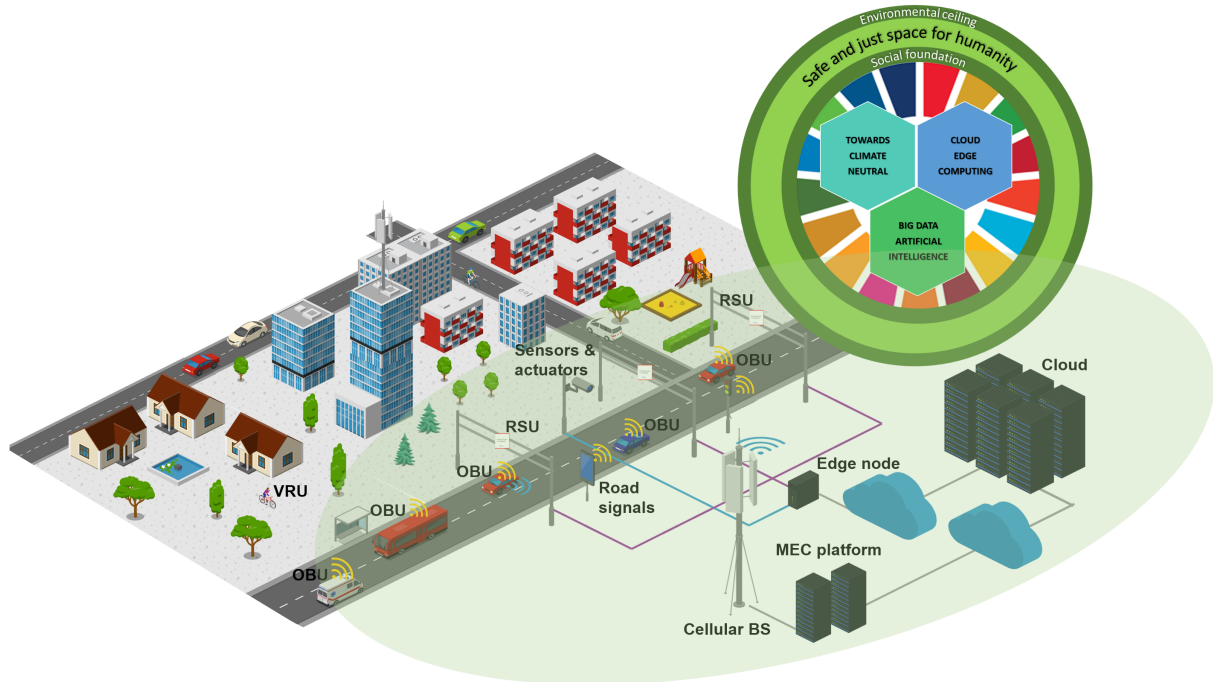 Environmental ceiling
Safe and just space for humanity
Social foundation
TOWARDS
CLIMATE
NEUTRAL
CLOUD
EDGE
COMPUTING
BIG DATA
ARTIFICIAL
INTELLIGENCE
RSU
Sensors &
actuators
OBU
Cloud
RSU
OBU
OBU
Road
signals
Edge node
VRU
OBU
MEC platform
OBU
Cellular BS